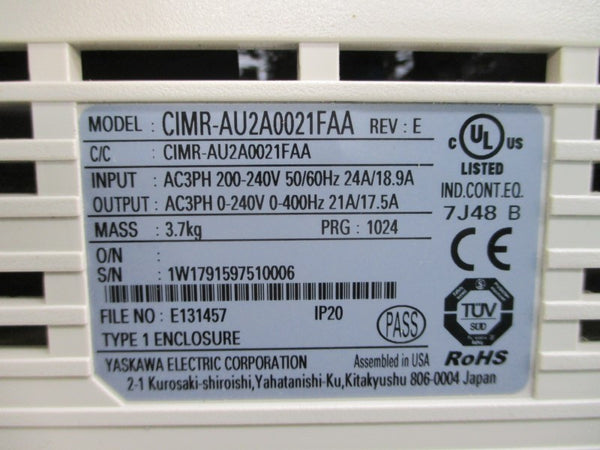 MODEL : CIMR-AU2A0021FAA REV : E
C/C : CIMR-AU2A0021FAA
INPUT : AC3PH 200-240V 50/60Hz 24A/18.9A
OUTPUT : AC3PH 0-240V 0-400Hz 21A/17.5A
MASS : 3.7kg PRG : 1024
O/N :
S/N : 1W1791597510006
FILE NO : E131457 IP20
TYPE 1 ENCLOSURE
PASS
YASKAWA ELECTRIC CORPORATION Assembled in USA
2-1 Kurosaki-shiroishi,Yahatanishi-Ku,Kitakyushu 806-0004 Japan
C UL US
LISTED
IND.CONT.EQ.
7J48 B
CE
TÜV
SÜD
RoHS